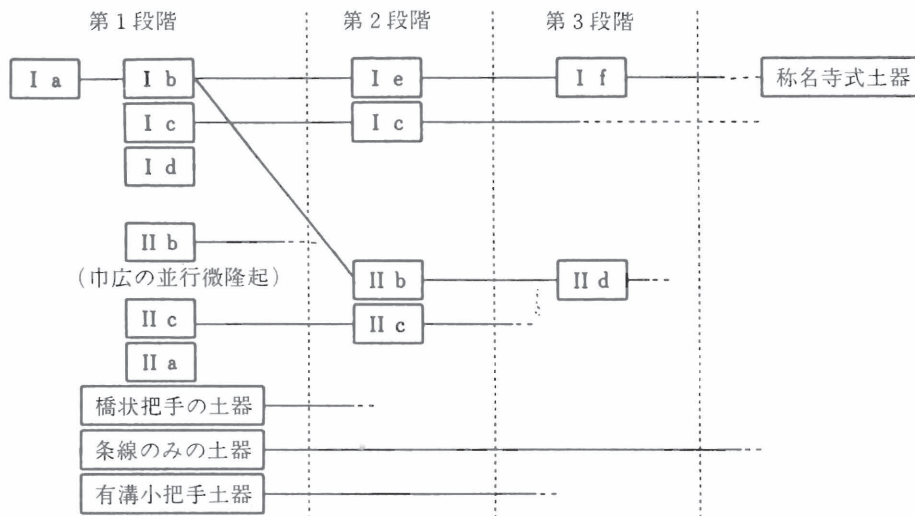 第1段階 第2段階 第3段階
Ⅰa Ⅰb Ⅰe Ⅰf 称名寺式土器
Ⅰc Ⅰc
Ⅰd
Ⅱb
(巾広の並行微隆起) Ⅱb Ⅱd
Ⅱc Ⅱc
Ⅱa
橋状把手の土器
条線のみの土器
有溝小把手土器